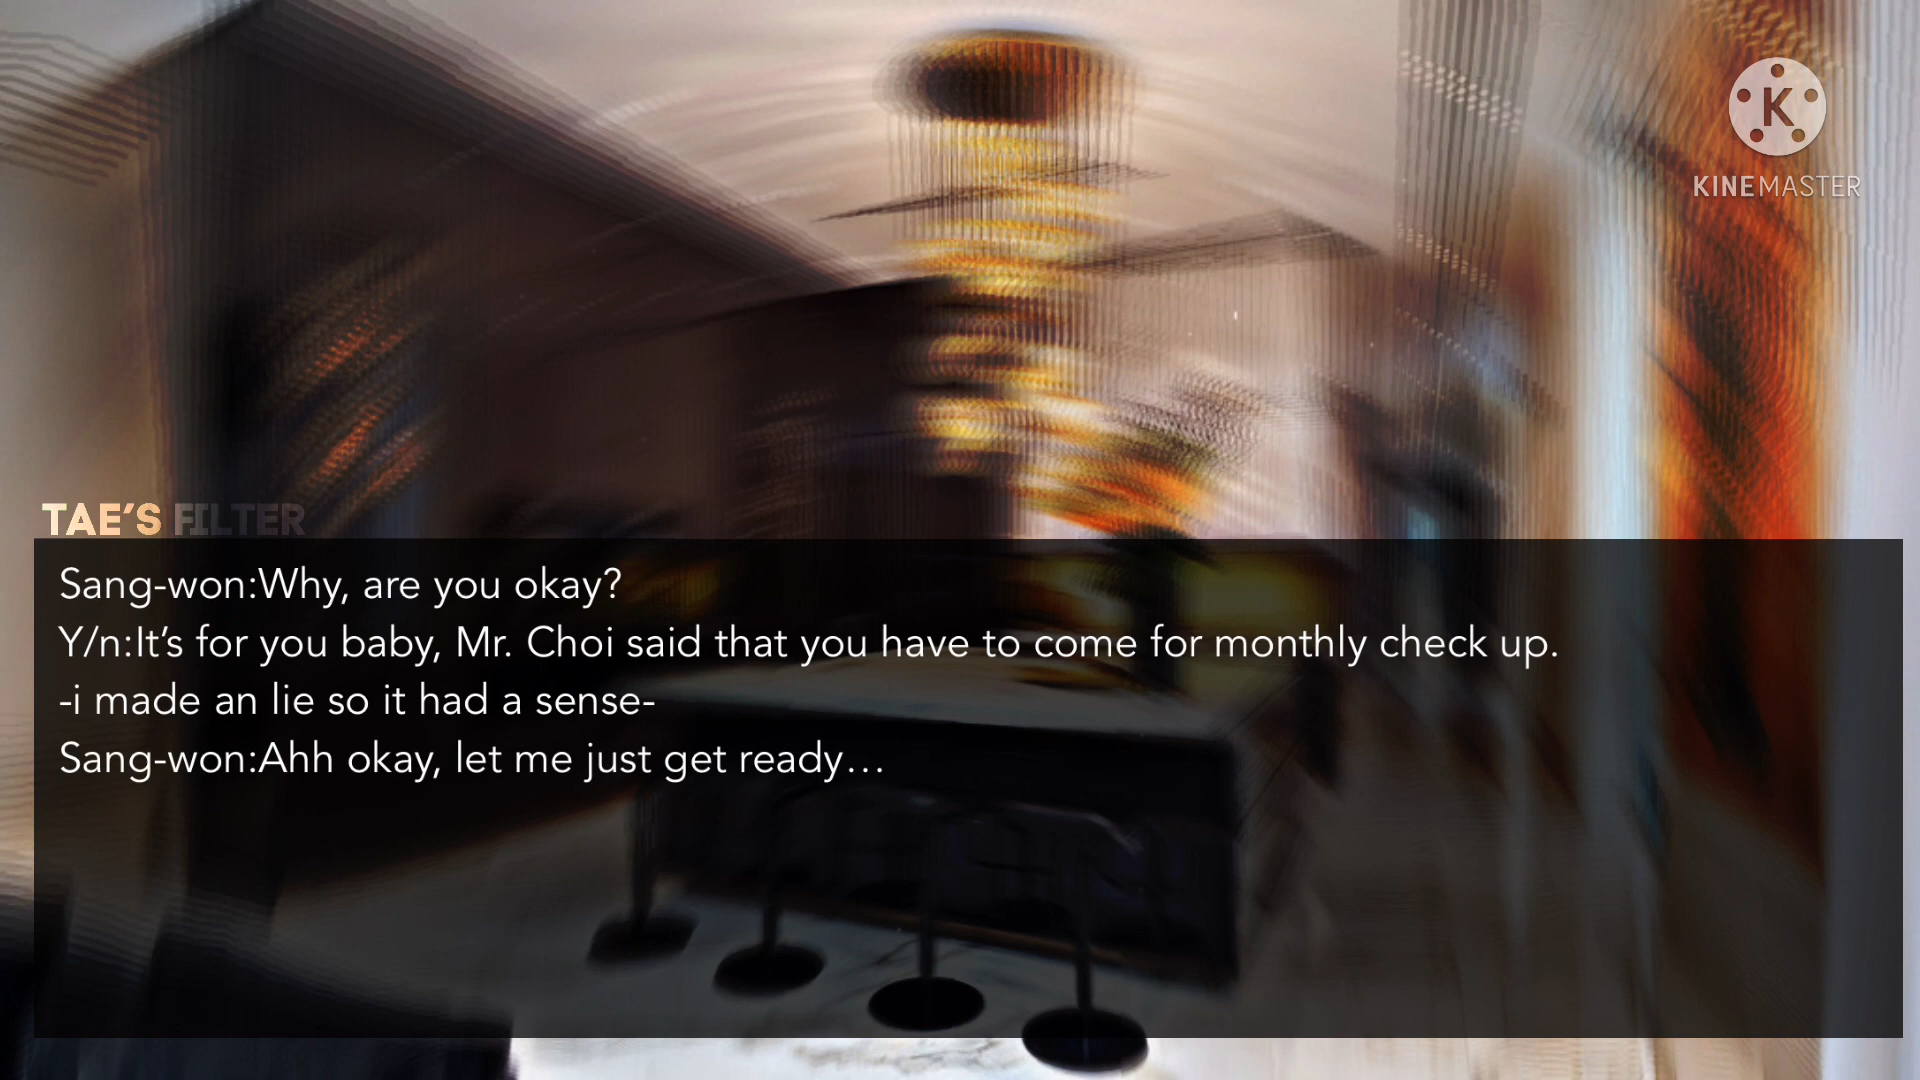 K
KINEMASTER
TAE'S FILTER
Sang-won:Why, are you okay?
Y/n:It's for you baby, Mr. Choi said that you have to come for monthly check up.
-i made an lie so it had a sense-
Sang-won:Ahh okay, let me just get ready...